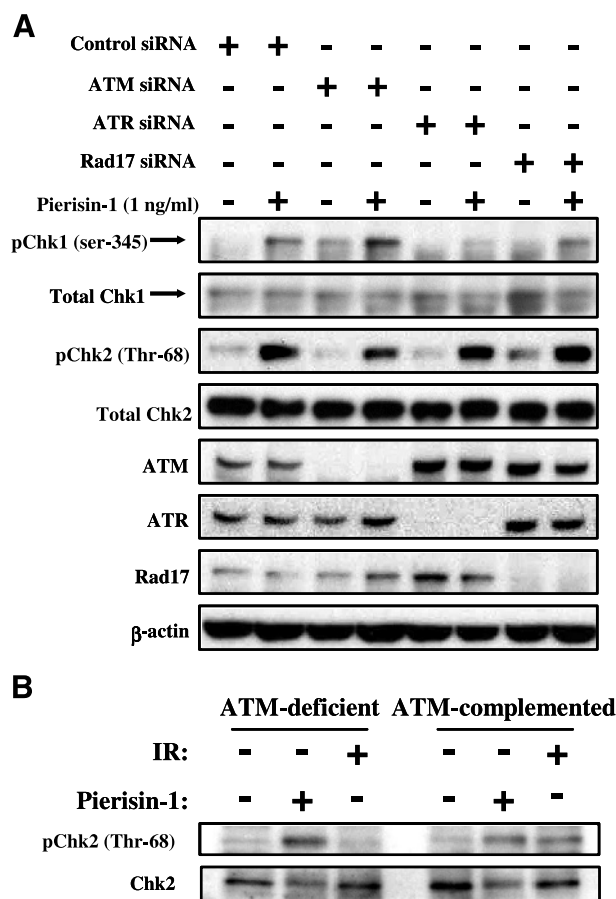 A
Control siRNA + + - - - - - -
ATM siRNA - - + + - - - -
ATR siRNA - - - - + + - -
Rad17 siRNA - - - - - - + +
Pierisin-1 (1 ng/ml) - + - + - + - +
pChk1 (ser-345)
Total Chk1
pChk2 (Thr-68)
Total Chk2
ATM
ATR
Rad17
β-actin
B
ATM-deficient ATM-complemented
IR: - - + - - +
Pierisin-1: - + - - + -
pChk2 (Thr-68)
Chk2